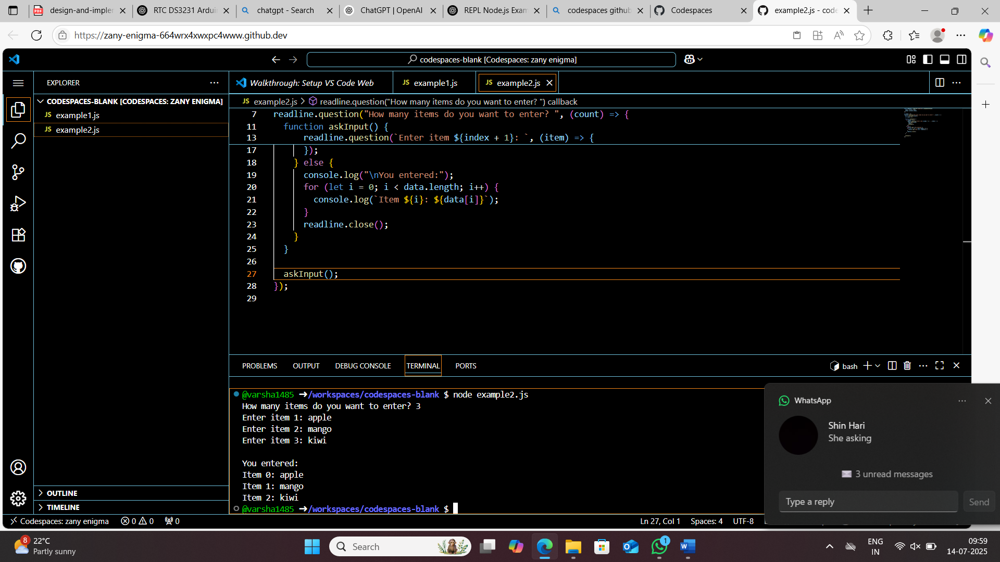 design-and-impler
RTC DS3231 Ardui
chatgpt - Search
ChatGPT | OpenAI
REPL Node.js Exam
codespaces github
Codespaces
example2.js - code
https://zany-enigma-664wrx4xwxpc4www.github.dev
codespaces-blank [Codespaces: zany enigma]
EXPLORER
Walkthrough: Setup VS Code Web
JS example1.js
JS example2.js
CODESPACES-BLANK [CODESPACES: ZANY ENIGMA]
JS example1.js
JS example2.js
JS example2.js > readline.question("How many items do you want to enter? ") callback
7 readline.question("How many items do you want to enter? ", (count) => {
11 function askInput() {
13 readline.question(`Enter item ${index + 1}: `, (item) => {
17 });
18 } else {
19 console.log("\nYou entered:");
20 for (let i = 0; i < data.length; i++) {
21 console.log(`Item ${i}: ${data[i]}`);
22 }
23 readline.close();
24 }
25 }
26
27 askInput();
28 });
29
PROBLEMS OUTPUT DEBUG CONSOLE TERMINAL PORTS
bash
@varsha1485 ➜/workspaces/codespaces-blank $ node example2.js
How many items do you want to enter? 3
Enter item 1: apple
Enter item 2: mango
Enter item 3: kiwi
You entered:
Item 0: apple
Item 1: mango
Item 2: kiwi
@varsha1485 ➜/workspaces/codespaces-blank $
OUTLINE
TIMELINE
WhatsApp
Shin Hari
She asking
3 unread messages
Type a reply
Send
Codespaces: zany enigma 0 0 0
Ln 27, Col 1 Spaces: 4 UTF-8
8
22°C
Partly sunny
Search
1
ENG
IN
09:59
14-07-2025